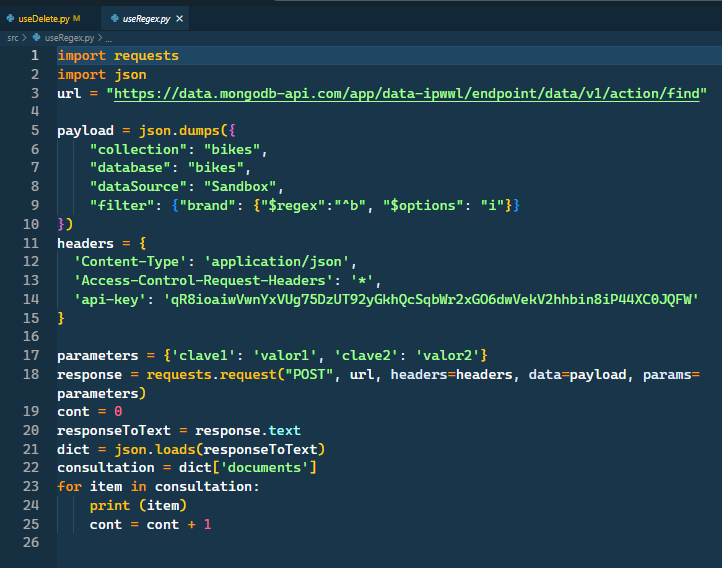 useDelete.py M
useRegex.py ×
src > useRegex.py > ...
1 import requests
2 import json
3 url = "https://data.mongodb-api.com/app/data-ipwwl/endpoint/data/v1/action/find"
4
5 payload = json.dumps({
6     "collection": "bikes",
7     "database": "bikes",
8     "dataSource": "Sandbox",
9     "filter": {"brand": {"$regex":"^b", "$options": "i"}}
10 })
11 headers = {
12   'Content-Type': 'application/json',
13   'Access-Control-Request-Headers': '*',
14   'api-key': 'qR8ioaiwVwnYxVUg75DzUT92yGkhQcSqbWr2xGO6dwVekV2hhbin8iP44XC0JQFW'
15 }
16
17 parameters = {'clave1': 'valor1', 'clave2': 'valor2'}
18 response = requests.request("POST", url, headers=headers, data=payload, params=
parameters)
19 cont = 0
20 responseToText = response.text
21 dict = json.loads(responseToText)
22 consultation = dict['documents']
23 for item in consultation:
24     print (item)
25     cont = cont + 1
26